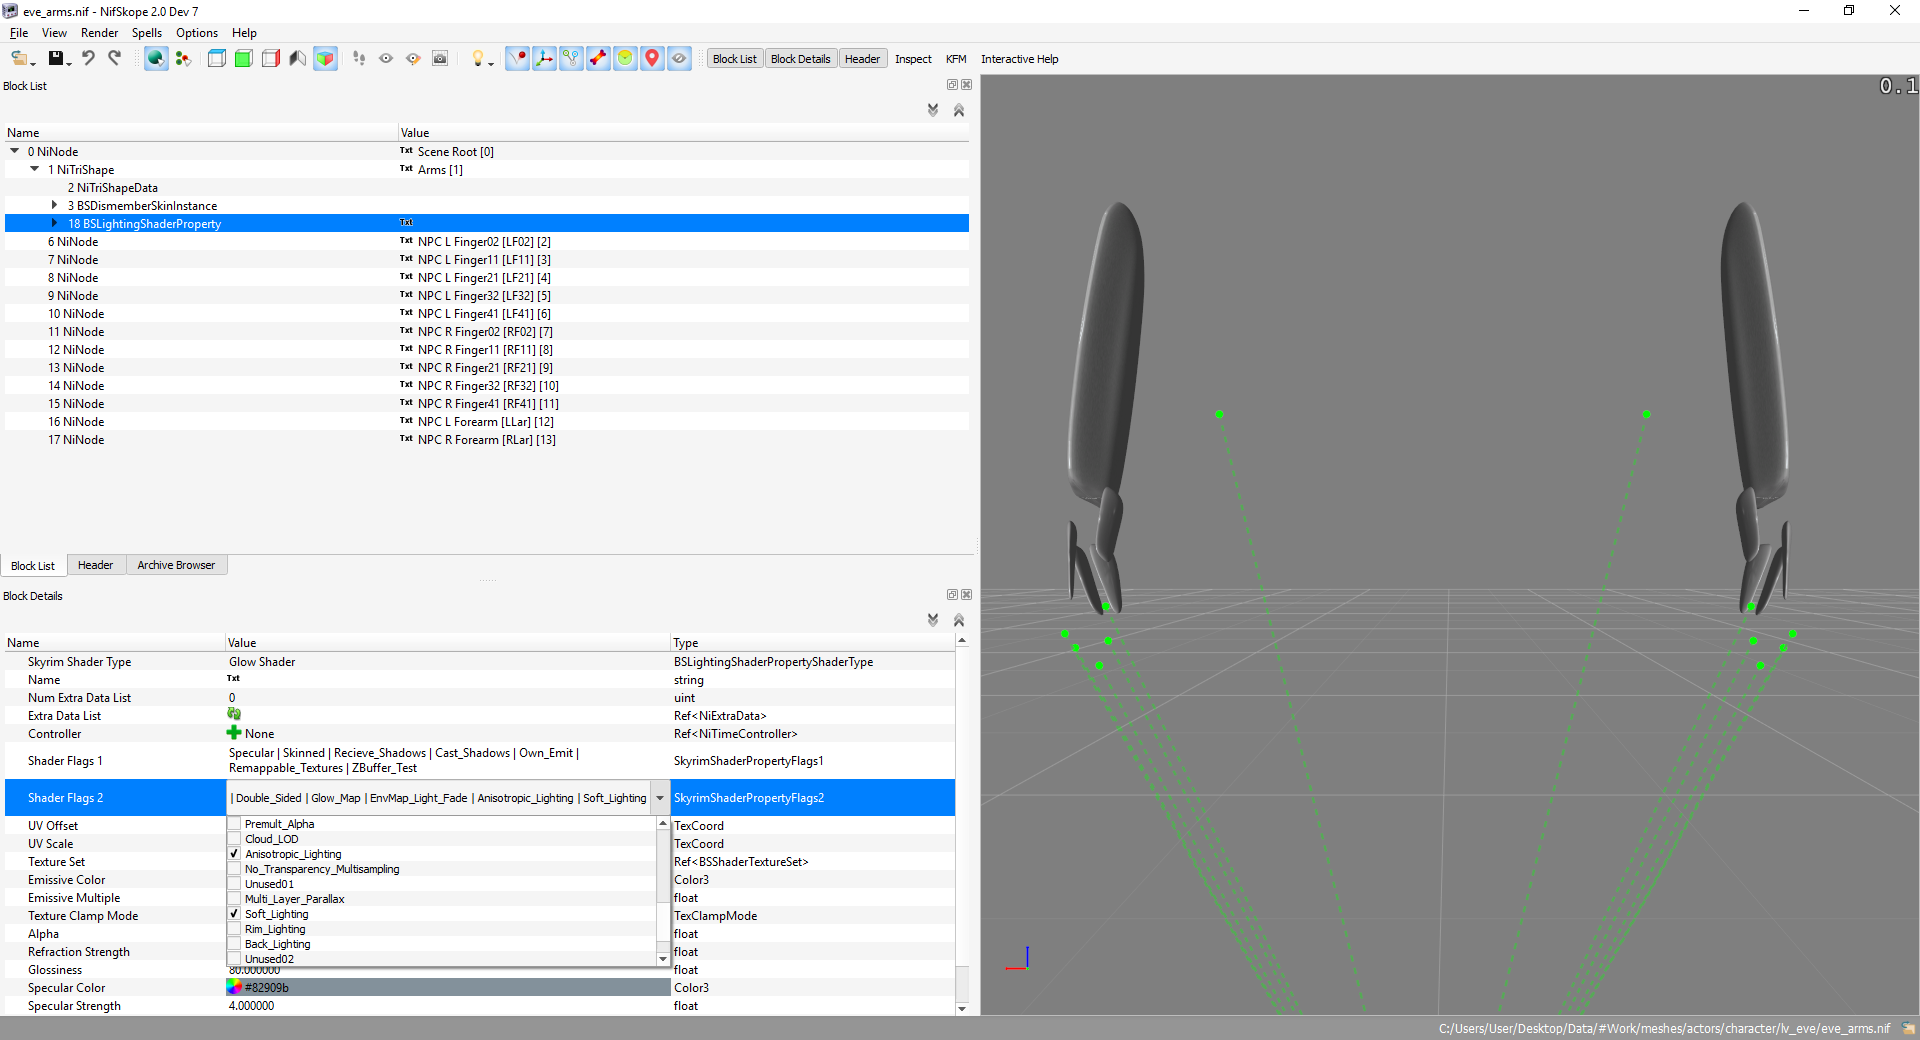 eve_arms.nif - NifSkope 2.0 Dev 7
File View Render Spells Options Help
Block List Block Details Header Inspect KFM Interactive Help
Block List
0.1
Name Value
0 NiNode Txt Scene Root [0]
1 NiTriShape Txt Arms [1]
2 NiTriShapeData
3 BSDismemberSkinInstance
18 BSLightingShaderProperty Txt
6 NiNode Txt NPC L Finger02 [LF02] [2]
7 NiNode Txt NPC L Finger11 [LF11] [3]
8 NiNode Txt NPC L Finger21 [LF21] [4]
9 NiNode Txt NPC L Finger32 [LF32] [5]
10 NiNode Txt NPC L Finger41 [LF41] [6]
11 NiNode Txt NPC R Finger02 [RF02] [7]
12 NiNode Txt NPC R Finger11 [RF11] [8]
13 NiNode Txt NPC R Finger21 [RF21] [9]
14 NiNode Txt NPC R Finger32 [RF32] [10]
15 NiNode Txt NPC R Finger41 [RF41] [11]
16 NiNode Txt NPC L Forearm [LLar] [12]
17 NiNode Txt NPC R Forearm [RLar] [13]
Block List Header Archive Browser
Block Details
Name Value Type
Skyrim Shader Type Glow Shader BSLightingShaderPropertyShaderType
Name Txt string
Num Extra Data List 0 uint
Extra Data List Ref<NiExtraData>
Controller None Ref<NiTimeController>
Shader Flags 1 Specular | Skinned | Recieve_Shadows | Cast_Shadows | Own_Emit | SkyrimShaderPropertyFlags1
Remappable_Textures | ZBuffer_Test
Shader Flags 2 | Double_Sided | Glow_Map | EnvMap_Light_Fade | Anisotropic_Lighting | Soft_Lighting SkyrimShaderPropertyFlags2
UV Offset Premult_Alpha TexCoord
UV Scale Cloud_LOD TexCoord
Anisotropic_Lighting
Texture Set No_Transparency_Multisampling Ref<BSShaderTextureSet>
Emissive Color Unused01 Color3
Emissive Multiple Multi_Layer_Parallax float
Texture Clamp Mode Soft_Lighting TexClampMode
Alpha Rim_Lighting float
Refraction Strength Back_Lighting float
Unused02
Glossiness 80.000000 float
Specular Color #82909b Color3
Specular Strength 4.000000 float
C:/Users/User/Desktop/Data/#Work/meshes/actors/character/lv_eve/eve_arms.nif